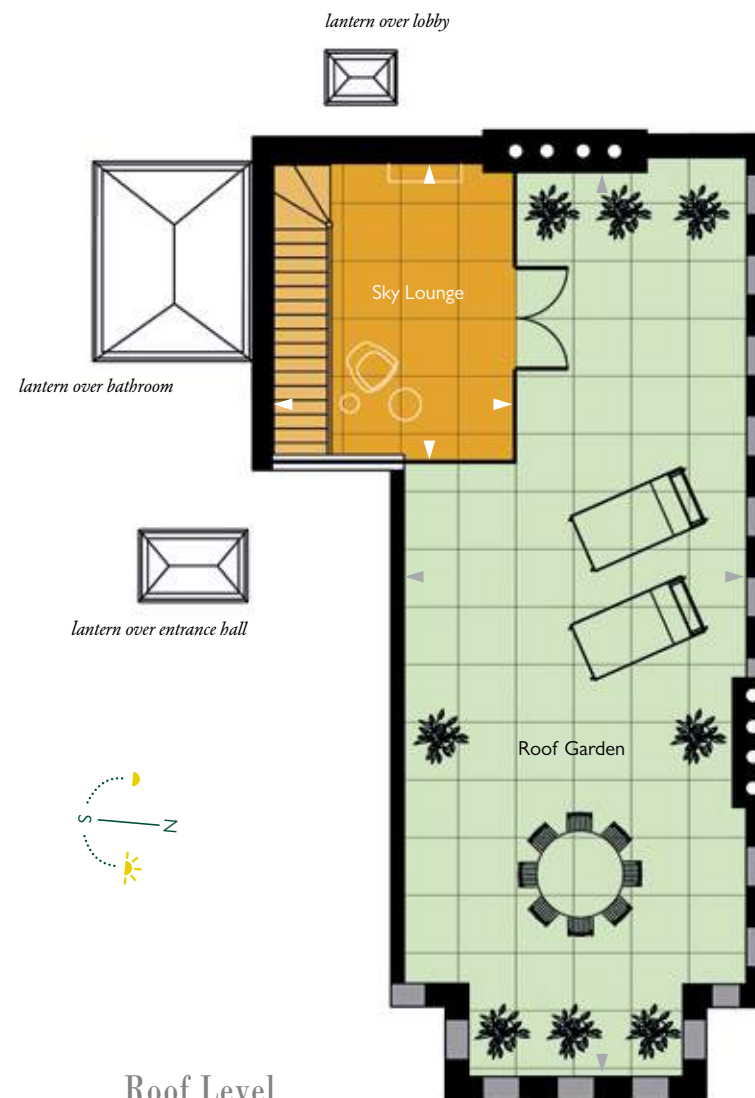 lantern over lobby
Sky Lounge
lantern over bathroom
lantern over entrance hall
Roof Garden
S N
Roof Level